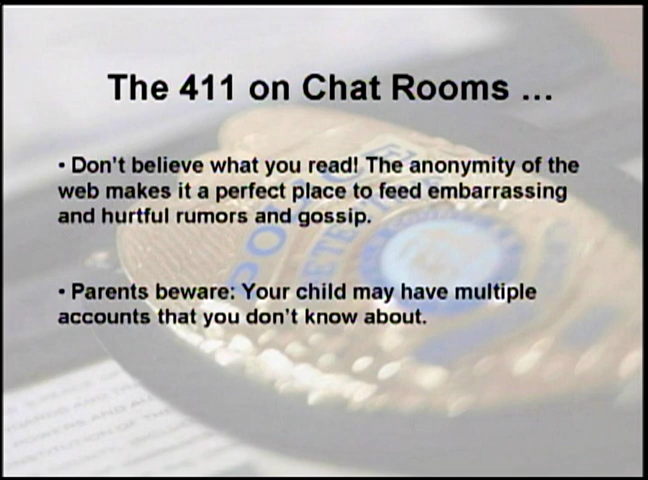 The 411 on Chat Rooms ...
• Don't believe what you read! The anonymity of the
web makes it a perfect place to feed embarrassing
and hurtful rumors and gossip.
• Parents beware: Your child may have multiple
accounts that you don't know about.
POLICE